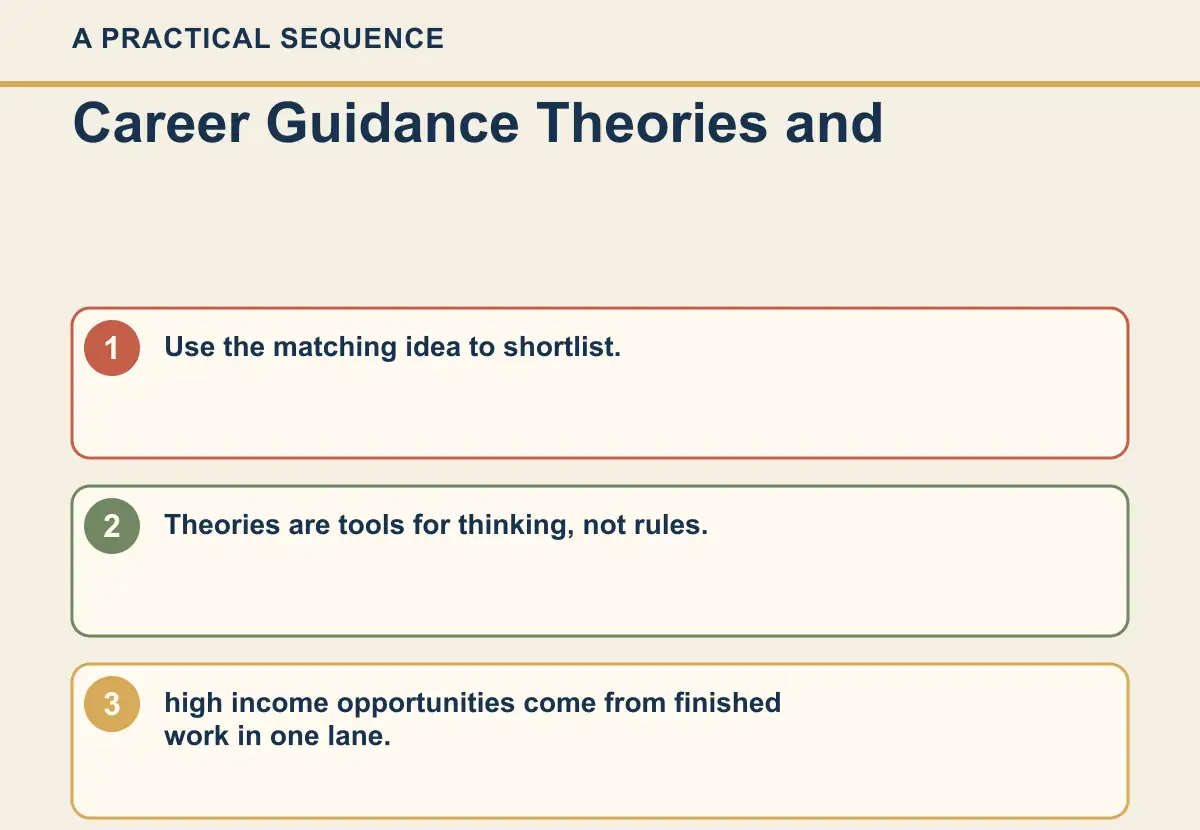 A PRACTICAL SEQUENCE
Career Guidance Theories and
1
Use the matching idea to shortlist.
2
Theories are tools for thinking, not rules.
3
high income opportunities come from finished
work in one lane.